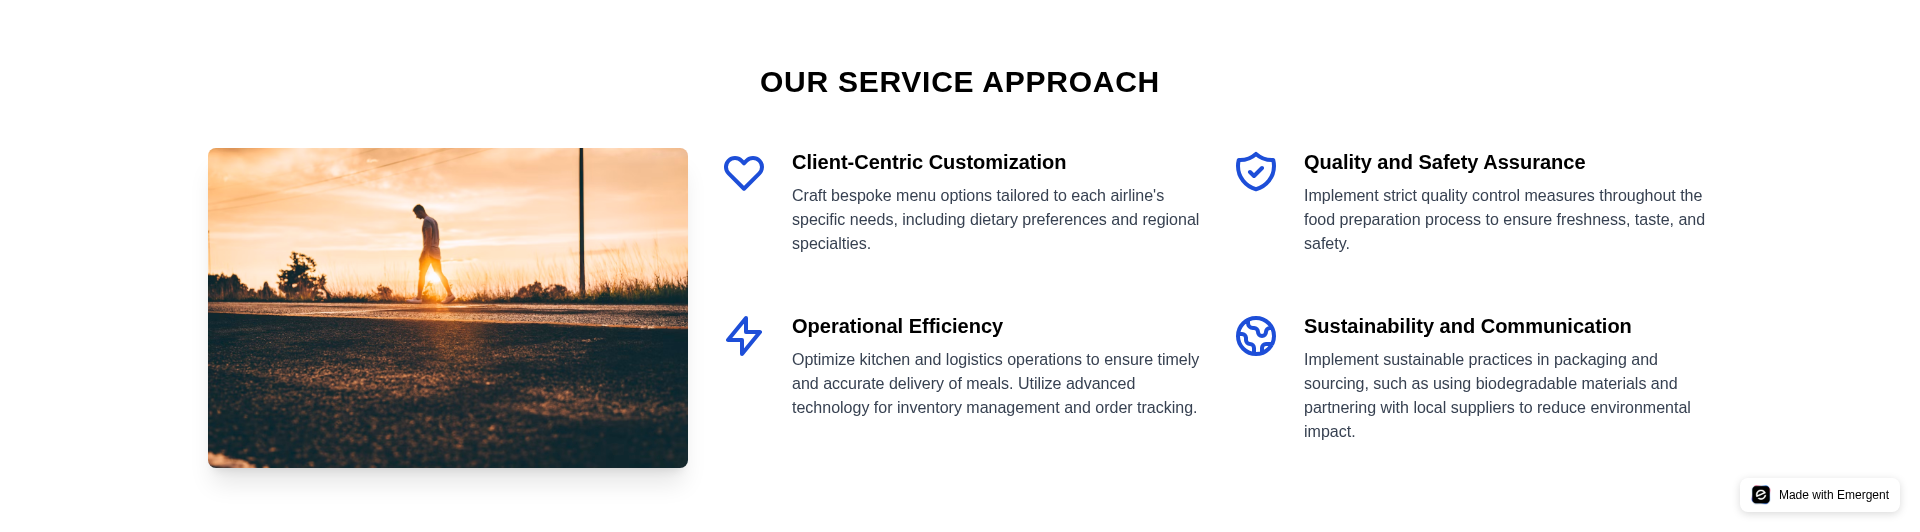 OUR SERVICE APPROACH
Client-Centric Customization
Craft bespoke menu options tailored to each airline's
specific needs, including dietary preferences and regional
specialties.
Quality and Safety Assurance
Implement strict quality control measures throughout the
food preparation process to ensure freshness, taste, and
safety.
Operational Efficiency
Optimize kitchen and logistics operations to ensure timely
and accurate delivery of meals. Utilize advanced
technology for inventory management and order tracking.
Sustainability and Communication
Implement sustainable practices in packaging and
sourcing, such as using biodegradable materials and
partnering with local suppliers to reduce environmental
impact.
Made with Emergent